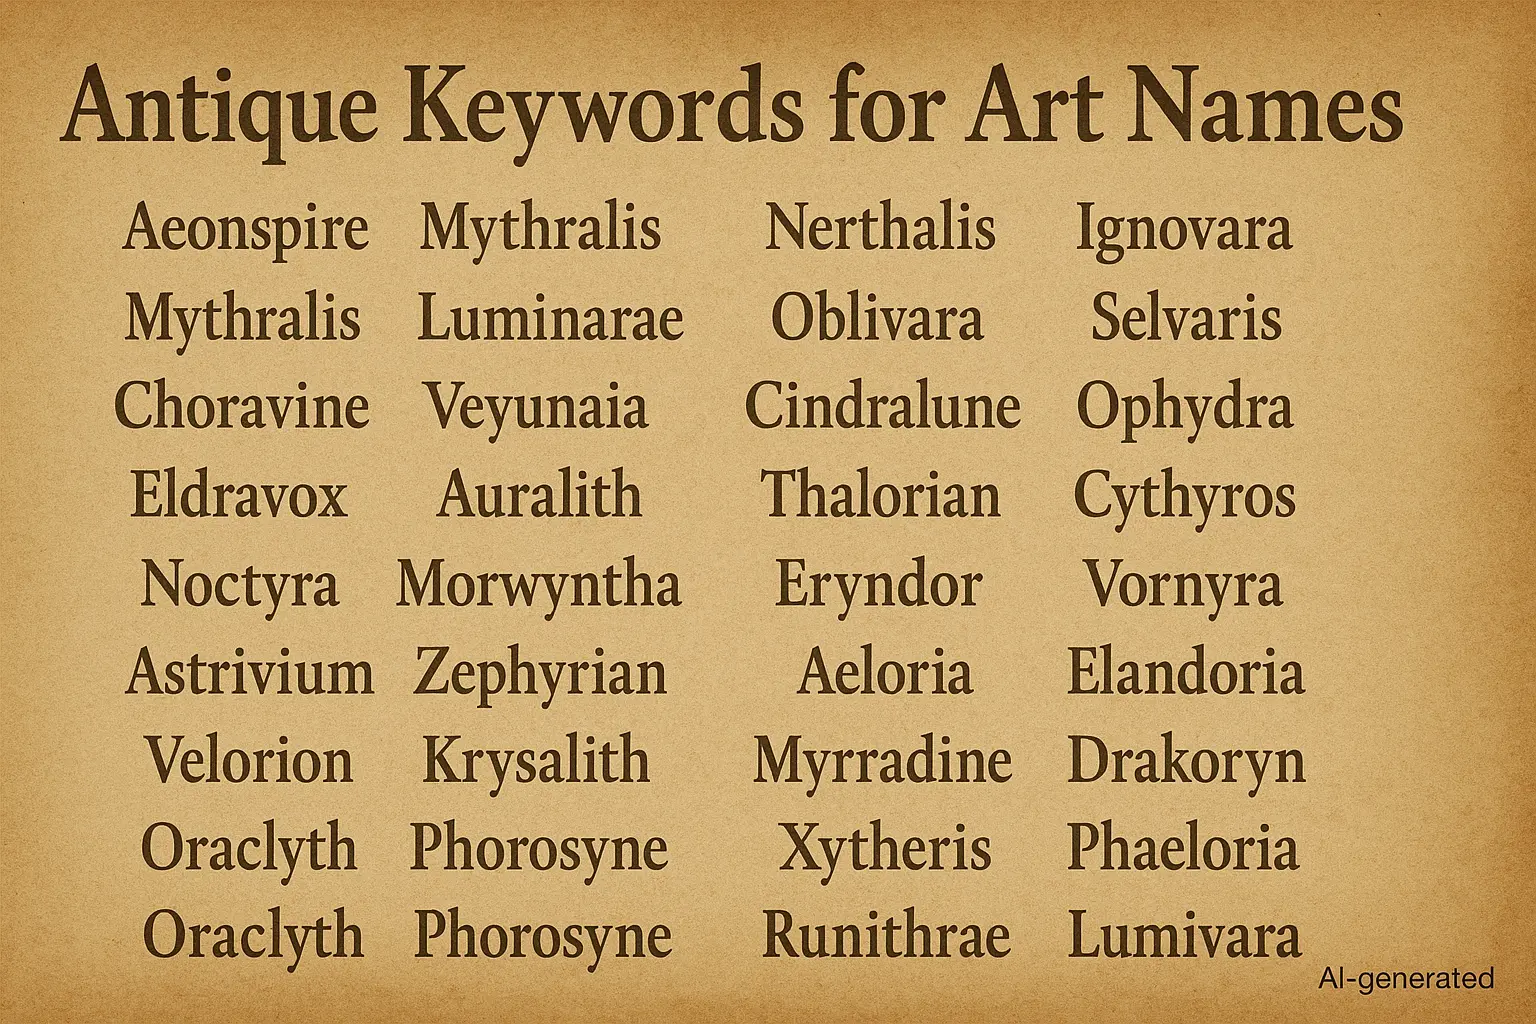 Antique Keywords for Art Names
Aeonspire Mythralis Nerthalis Ignovara
Mythralis Luminarae Oblivara Selvaris
Choravine Veyunaia Cindralune Ophydra
Eldravox Auralith Thalorian Cythyros
Noctyra Morwyntha Eryndor Vornyra
Astrivium Zephyrian Aeloria Elandoria
Velorion Krysalith Myrradine Drakoryn
Oraclyth Phorosyne Xytheris Phaeloria
Oraclyth Phorosyne Runithrae Lumivara
AI-generated